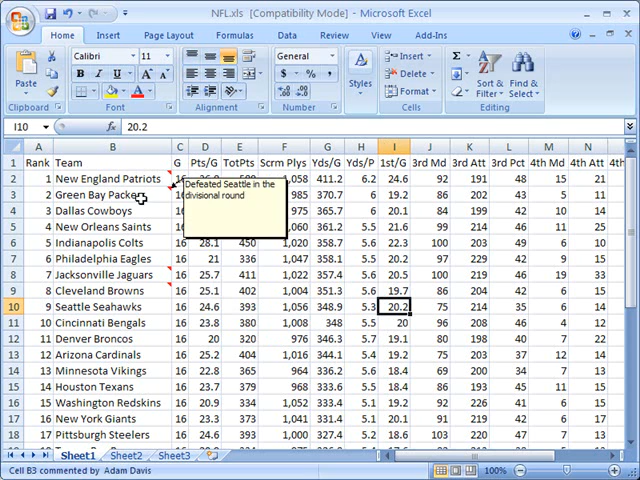 NFL.xls [Compatibility Mode] - Microsoft Excel
Home Insert Page Layout Formulas Data Review View Add-Ins
Paste
Calibri 11
B I U
General
$ % ,
Styles
Insert
Delete
Format
Sort & Filter
Find & Select
Clipboard Font Alignment Number Cells Editing
I10 fx 20.2
A B C D E F G H I J K L M N
1 Rank Team G Pts/G TotPts Scrm Plys Yds/G Yds/P 1st/G 3rd Md 3rd Att 3rd Pct 4th Md 4th Att 4th
2 1 New England Patriots 16 1,058 411.2 6.2 24.6 92 191 48 15 21
3 2 Green Bay Packers 985 370.7 6 19.2 86 202 43 5 11
4 3 Dallas Cowboys 16 985 365.7 6 20.1 84 199 42 10 14
5 4 New Orleans Saints 16 1,060 361.2 5.5 21.6 99 214 46 11 25
6 5 Indianapolis Colts 16 28.1 450 1,020 358.7 5.6 22.3 100 203 49 11 18
7 6 Philadelphia Eagles 16 21 336 1,047 358.1 5.5 20.2 97 229 42 9 15
8 7 Jacksonville Jaguars 16 25.7 411 1,022 357.4 5.6 20.5 100 219 46 19 33
9 8 Cleveland Browns 16 25.1 402 1,004 351.3 5.6 19.7 86 204 42 6 15
10 9 Seattle Seahawks 16 24.6 393 1,056 348.9 5.3 20.2 75 214 35 6 14
11 10 Cincinnati Bengals 16 23.8 380 1,008 348 5.5 20 96 208 46 4 12
12 11 Denver Broncos 16 20 320 976 346.3 5.7 19.1 80 198 40 7 22
13 12 Arizona Cardinals 16 25.2 404 1,016 344.1 5.4 19.2 75 203 37 12 14
14 13 Minnesota Vikings 16 22.8 365 964 336.2 5.6 18.4 69 200 34 7 13
15 14 Houston Texans 16 23.7 379 968 333.6 5.5 18.4 86 193 45 11 15
16 15 Washington Redskins 16 20.9 334 1,052 333.4 5.1 19.2 92 227 40 6 13
17 16 New York Giants 16 23.3 373 1,041 331.4 5.1 20.1 91 219 42 6 17
18 17 Pittsburgh Steelers 16 24.6 393 1,000 327.2 5.2 18.6 93 210 44 7 13
Defeated Seattle in the
divisional round
Sheet1 Sheet2 Sheet3
Cell B3 commented by Adam Davis 100%